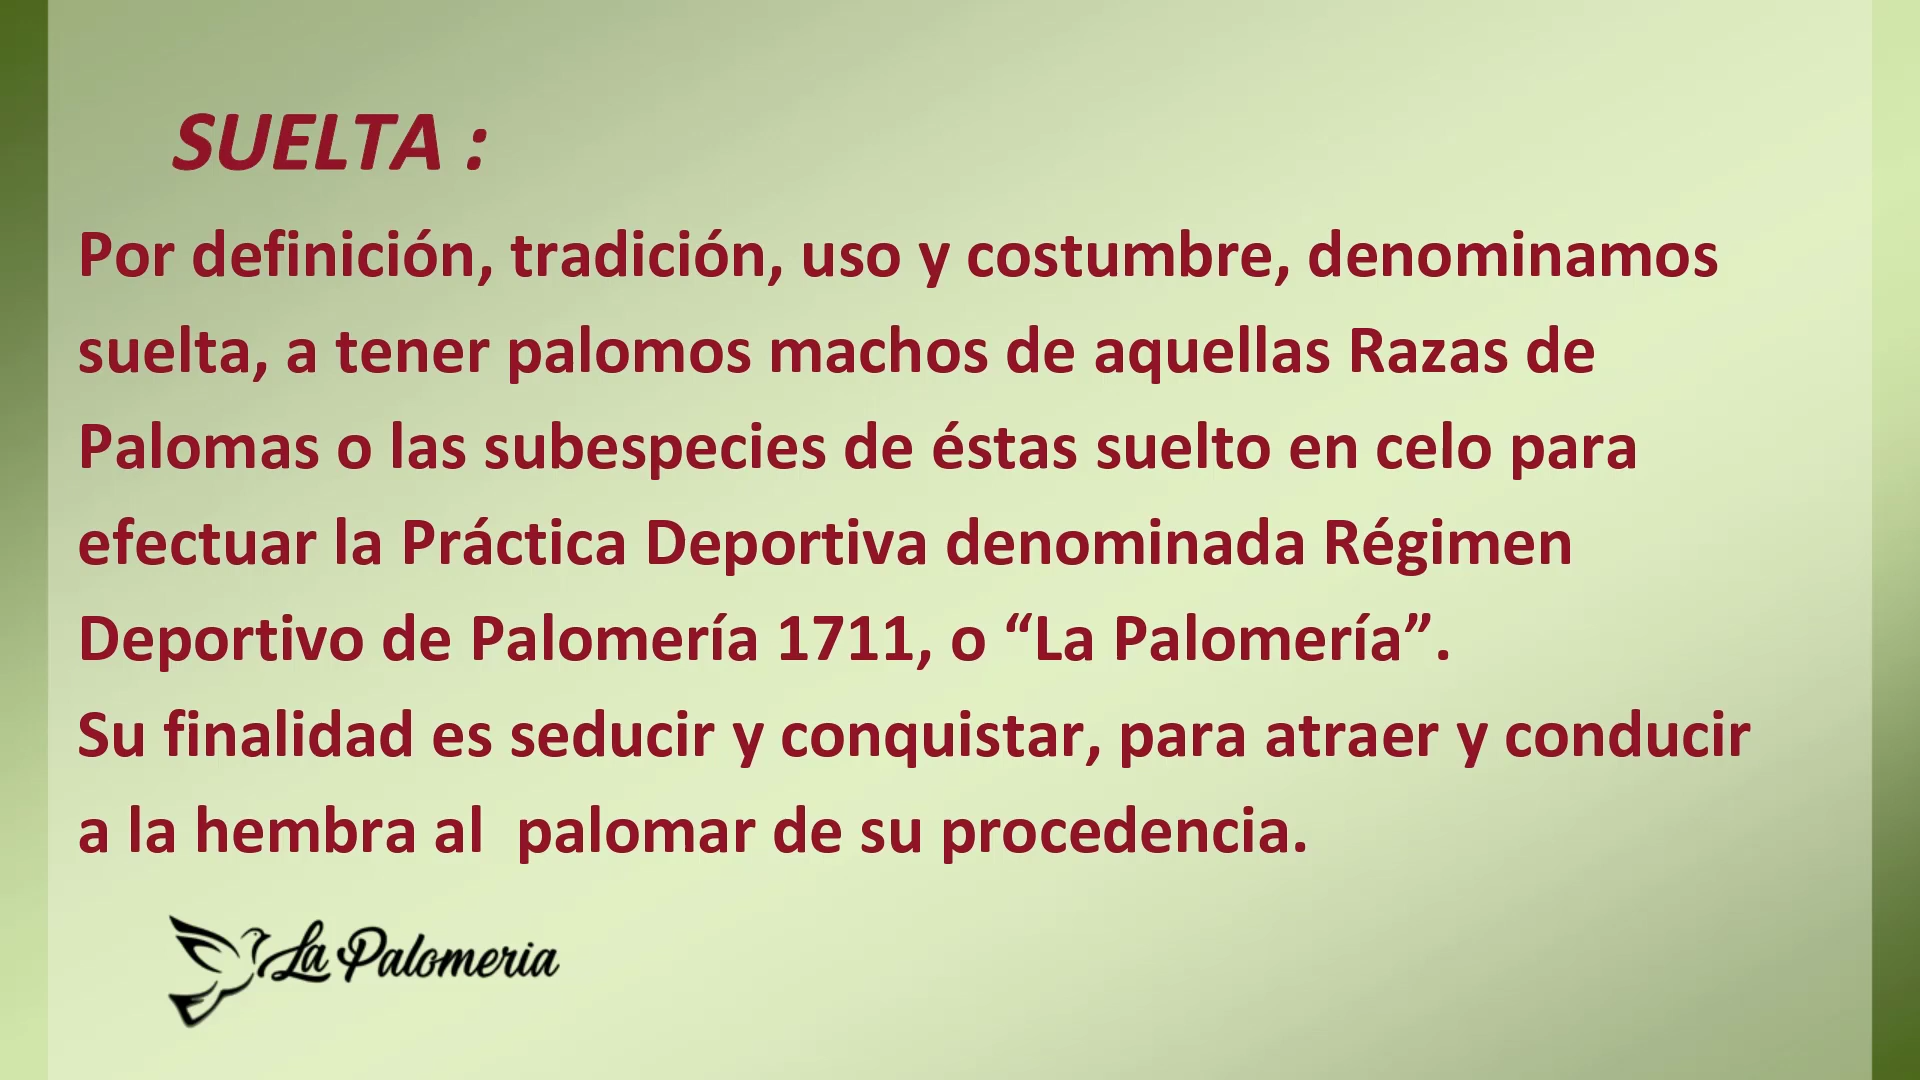 SUELTA :
Por definición, tradición, uso y costumbre, denominamos
suelta, a tener palomos machos de aquellas Razas de
Palomas o las subespecies de éstas suelto en celo para
efectuar la Práctica Deportiva denominada Régimen
Deportivo de Palomería 1711, o “La Palomería”.
Su finalidad es seducir y conquistar, para atraer y conducir
a la hembra al  palomar de su procedencia.
La Palomeria